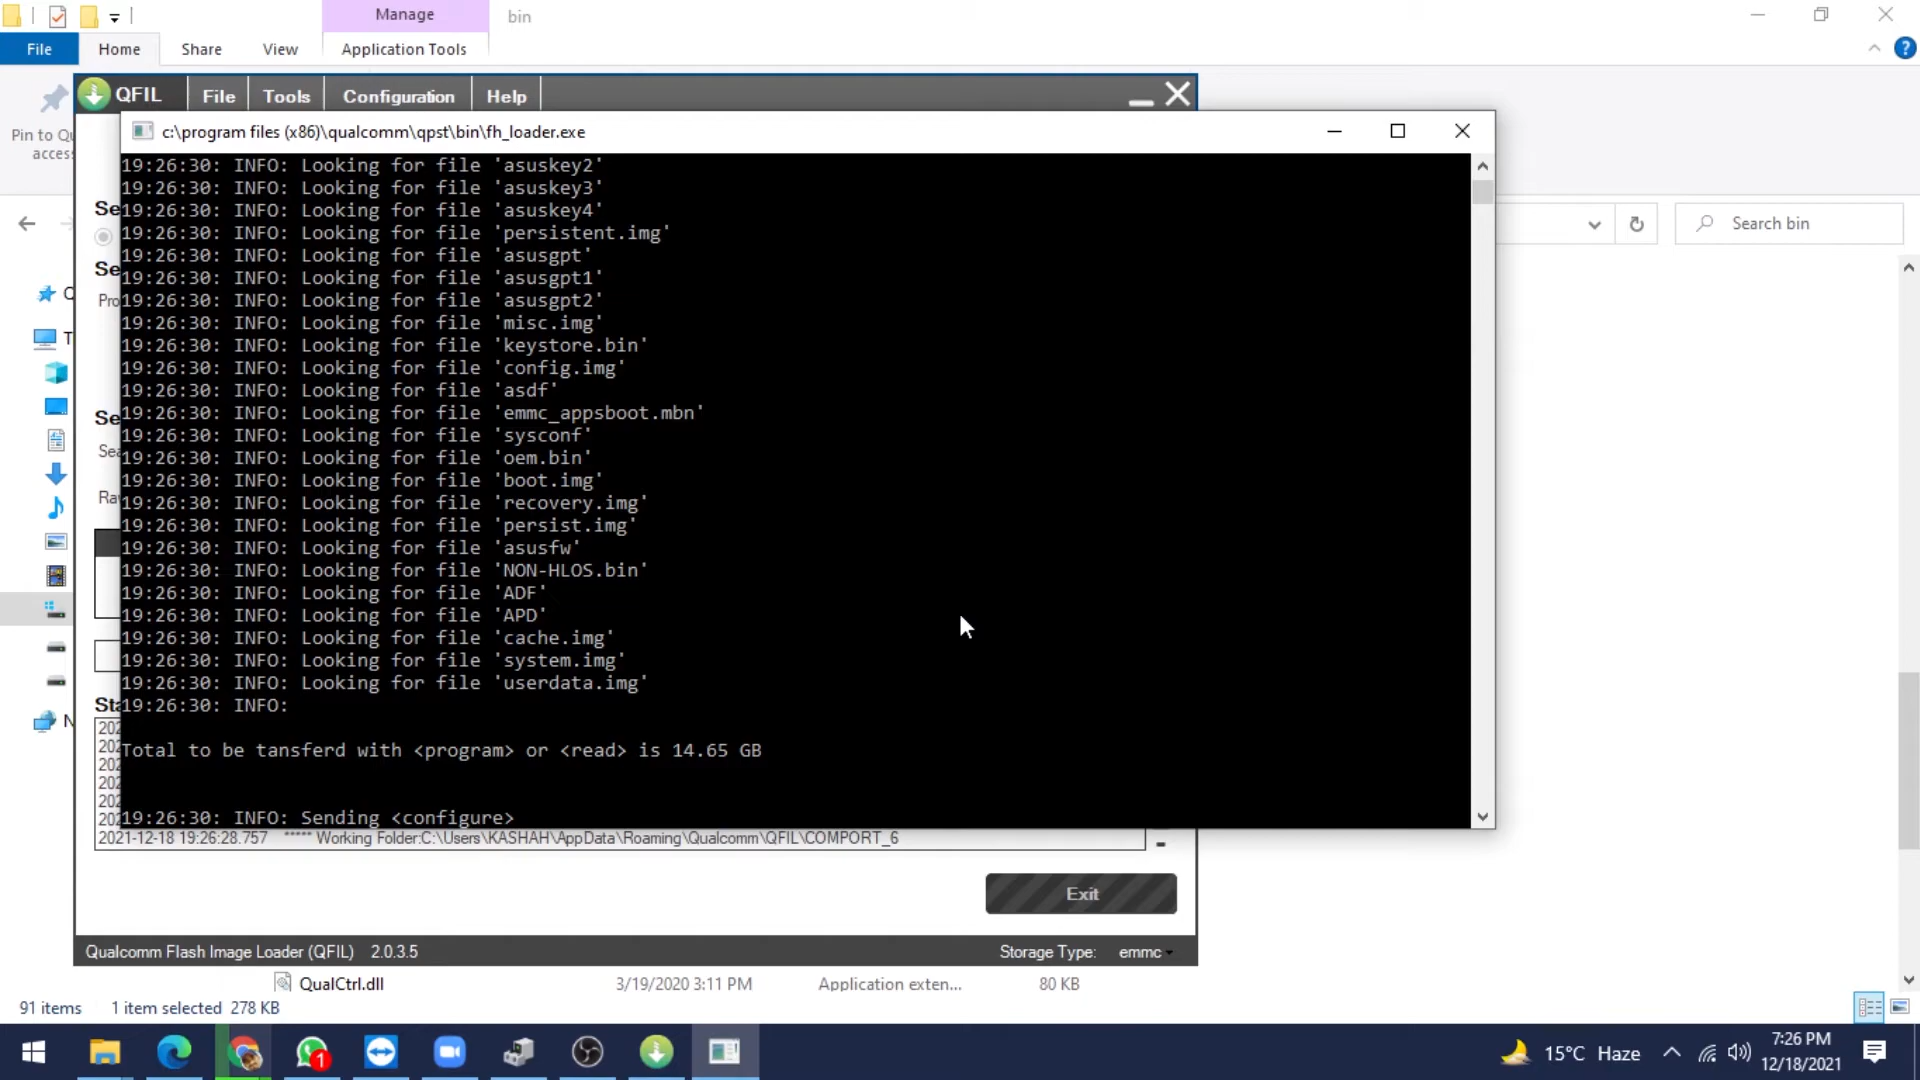 Manage
bin
File
Home
Share
View
Application Tools
?
QFIL
File
Tools
Configuration
Help
Pin to Qu
access
c:\program files (x86)\qualcomm\qpst\bin\fh_loader.exe
Se
Se
Pro
Se
Sea
Ra
Sta
19:26:30: INFO: Looking for file 'asuskey2'
19:26:30: INFO: Looking for file 'asuskey3'
19:26:30: INFO: Looking for file 'asuskey4'
19:26:30: INFO: Looking for file 'persistent.img'
19:26:30: INFO: Looking for file 'asusgpt'
19:26:30: INFO: Looking for file 'asusgpt1'
19:26:30: INFO: Looking for file 'asusgpt2'
19:26:30: INFO: Looking for file 'misc.img'
19:26:30: INFO: Looking for file 'keystore.bin'
19:26:30: INFO: Looking for file 'config.img'
19:26:30: INFO: Looking for file 'asdf'
19:26:30: INFO: Looking for file 'emmc_appsboot.mbn'
19:26:30: INFO: Looking for file 'sysconf'
19:26:30: INFO: Looking for file 'oem.bin'
19:26:30: INFO: Looking for file 'boot.img'
19:26:30: INFO: Looking for file 'recovery.img'
19:26:30: INFO: Looking for file 'persist.img'
19:26:30: INFO: Looking for file 'asusfw'
19:26:30: INFO: Looking for file 'NON-HLOS.bin'
19:26:30: INFO: Looking for file 'ADF'
19:26:30: INFO: Looking for file 'APD'
19:26:30: INFO: Looking for file 'cache.img'
19:26:30: INFO: Looking for file 'system.img'
19:26:30: INFO: Looking for file 'userdata.img'
19:26:30: INFO:
Total to be tansferd with <program> or <read> is 14.65 GB
19:26:30: INFO: Sending <configure>
2021-12-18 19:26:28.757 ***** Working Folder:C:\Users\KASHAH\AppData\Roaming\Qualcomm\QFIL\COMPORT_6
Search bin
Exit
Qualcomm Flash Image Loader (QFIL) 2.0.3.5
Storage Type: emmc
QualCtrl.dll 3/19/2020 3:11 PM Application exten... 80 KB
91 items 1 item selected 278 KB
1
15°C Haze
7:26 PM
12/18/2021